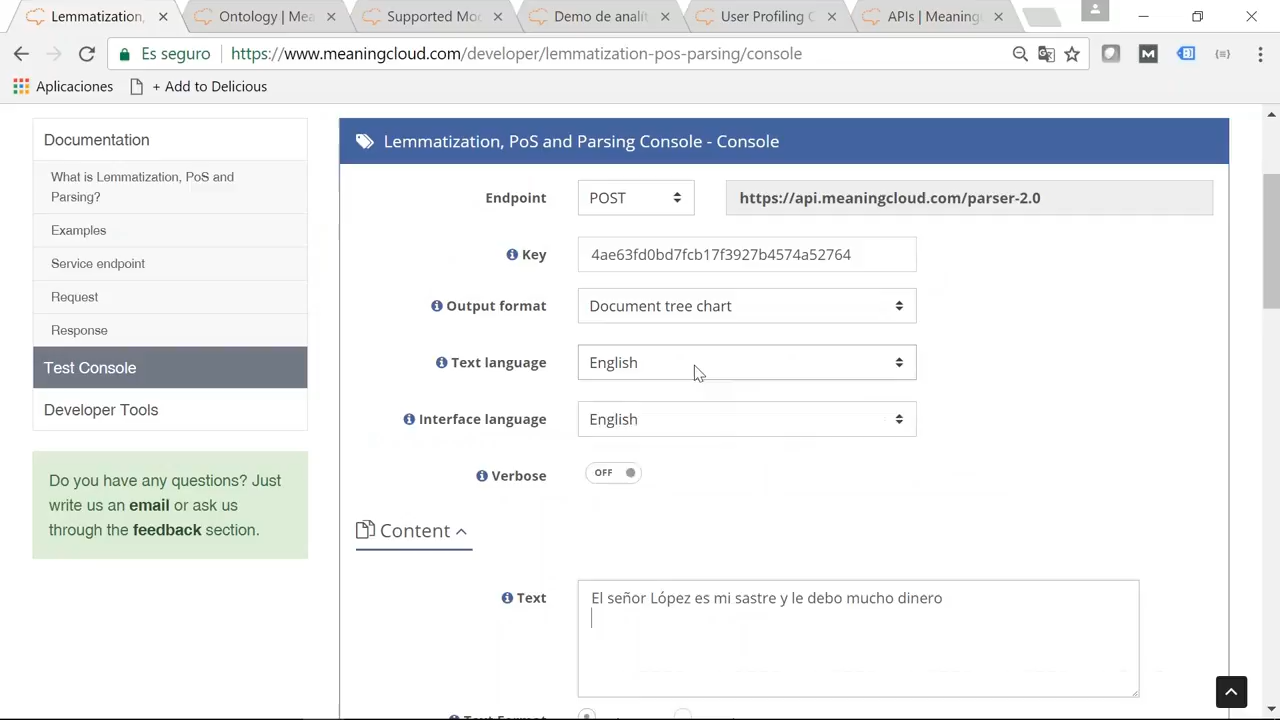 Lemmatization,
Ontology | Mea
Supported Mod
Demo de analí
User Profiling C
APIs | Meaning
Es seguro
https://www.meaningcloud.com/developer/lemmatization-pos-parsing/console
Aplicaciones
+ Add to Delicious
Documentation
What is Lemmatization, PoS and
Parsing?
Examples
Service endpoint
Request
Response
Test Console
Developer Tools
Do you have any questions? Just
write us an email or ask us
through the feedback section.
Lemmatization, PoS and Parsing Console - Console
Endpoint
POST
https://api.meaningcloud.com/parser-2.0
Key
4ae63fd0bd7fcb17f3927b4574a52764
Output format
Document tree chart
Text language
English
Interface language
English
Verbose
OFF
Content
Text
El señor López es mi sastre y le debo mucho dinero